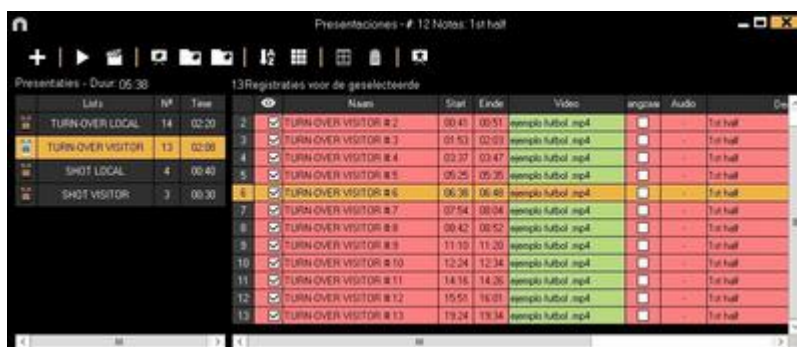 Presentaciones - #: 12 Notas: 1st half
Presentaties - Duur: 05:38
13 Registraties voor de geselecteerde
Lists Nº Time
TURN-OVER LOCAL 14 02:20
TURN-OVER VISITOR 13 02:08
SHOT LOCAL 4 00:40
SHOT VISITOR 3 00:30
Naam Start Einde Video angzaa Audio De
2 TURN-OVER VISITOR # 2 00:41 00:51 ejemplo futbol .mp4 - 1st half
3 TURN-OVER VISITOR # 3 01:53 02:03 ejemplo futbol .mp4 - 1st half
4 TURN-OVER VISITOR # 4 03:37 03:47 ejemplo futbol .mp4 - 1st half
5 TURN-OVER VISITOR # 5 05:25 05:35 ejemplo futbol .mp4 - 1st half
6 TURN-OVER VISITOR # 6 06:38 06:48 ejemplo futbol .mp4 - 1st half
7 TURN-OVER VISITOR # 7 07:54 08:04 ejemplo futbol .mp4 - 1st half
8 TURN-OVER VISITOR # 8 00:42 00:52 ejemplo futbol .mp4 - 1st half
9 TURN-OVER VISITOR # 9 11:10 11:20 ejemplo futbol .mp4 - 1st half
10 TURN-OVER VISITOR # 10 12:24 12:34 ejemplo futbol .mp4 - 1st half
11 TURN-OVER VISITOR # 11 14:16 14:26 ejemplo futbol .mp4 - 1st half
12 TURN-OVER VISITOR # 12 15:51 16:01 ejemplo futbol .mp4 - 1st half
13 TURN-OVER VISITOR # 13 19:24 19:34 ejemplo futbol .mp4 - 1st half